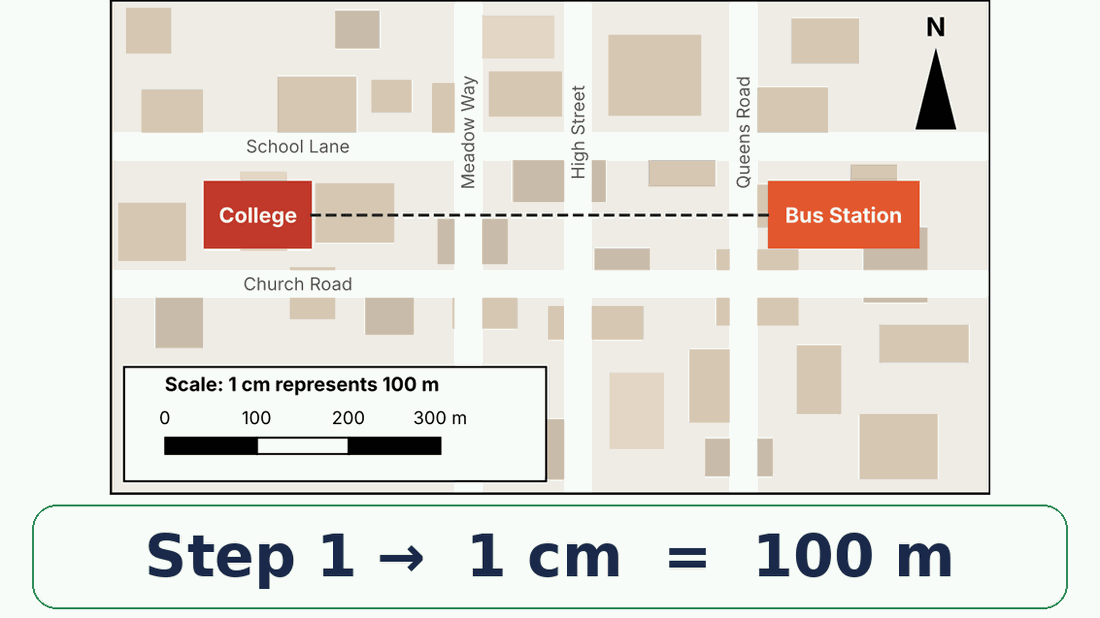 N
Meadow Way
High Street
Queens Road
School Lane
College
Bus Station
Church Road
Scale: 1 cm represents 100 m
0 100 200 300 m
Step 1 → 1 cm = 100 m